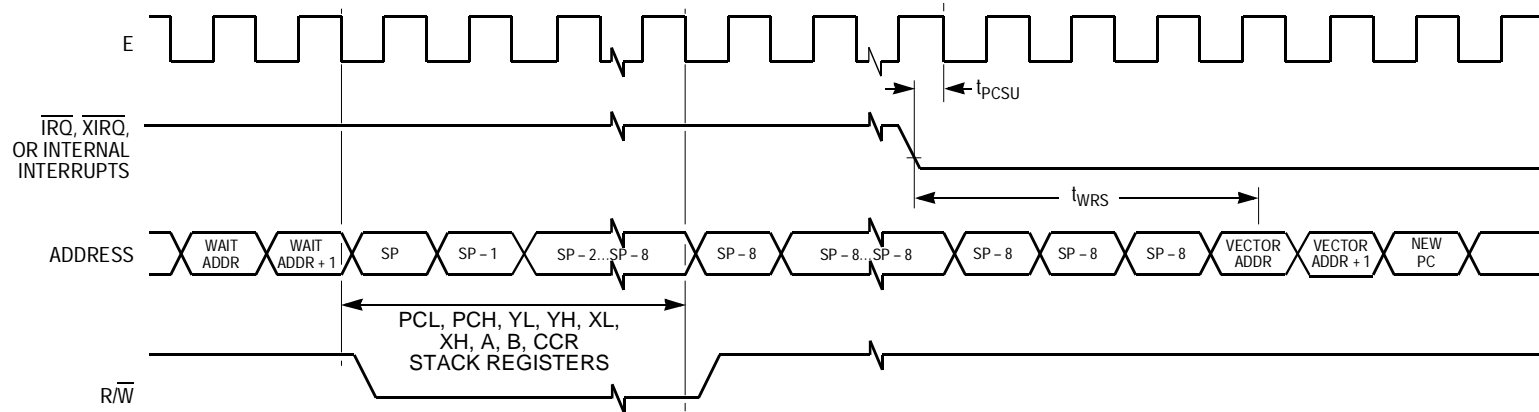 E
tPCSU
IRQ, XIRQ,
OR INTERNAL
INTERRUPTS
tWRS
ADDRESS
WAIT
ADDR
WAIT
ADDR + 1
SP
SP – 1
SP – 2...SP – 8
SP – 8
SP – 8...SP – 8
SP – 8
SP – 8
SP – 8
VECTOR
ADDR
VECTOR
ADDR + 1
NEW
PC
PCL, PCH, YL, YH, XL,
XH, A, B, CCR
STACK REGISTERS
R/W